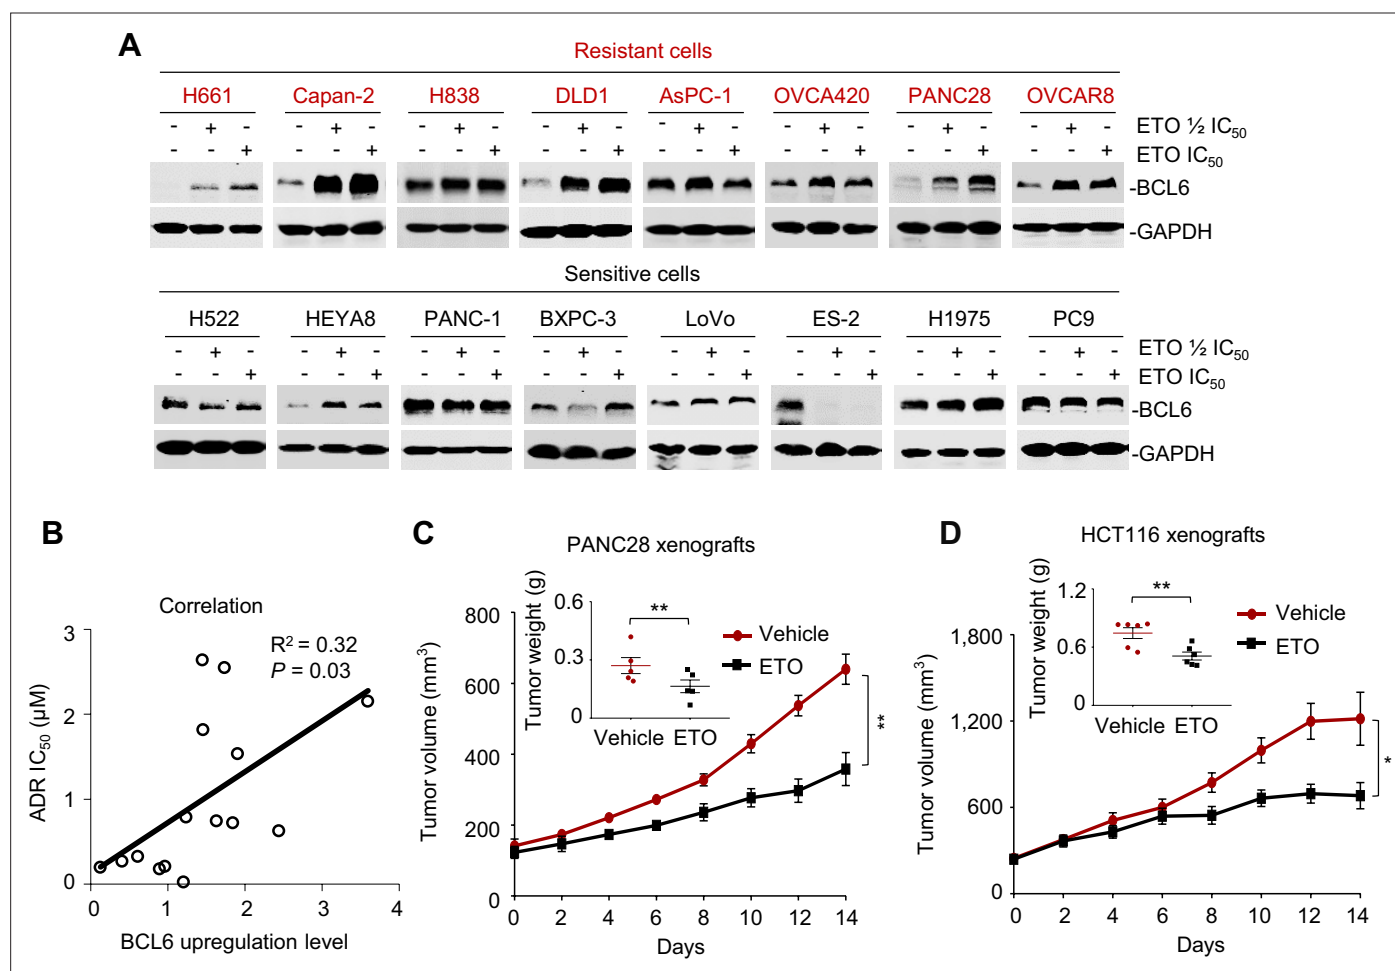 A
Resistant cells
H661 Capan-2 H838 DLD1 AsPC-1 OVCA420 PANC28 OVCAR8
- + - - + - - + - - + - - + - - + - - + - - + - ETO ½ IC50
- - + - - + - - + - - + - - + - - + - - + - - + ETO IC50
-BCL6
-GAPDH
Sensitive cells
H522 HEYA8 PANC-1 BXPC-3 LoVo ES-2 H1975 PC9
- + - - + - - + - - + - - + - - + - - + - - + - ETO ½ IC50
- - + - - + - - + - - + - - + - - + - - + - - + ETO IC50
-BCL6
-GAPDH
B
Correlation
R² = 0.32
P = 0.03
ADR IC50 (μM)
3
2
1
0
0 1 2 3 4
BCL6 upregulation level
C
PANC28 xenografts
Tumor volume (mm³)
800
600
400
200
0
0 2 4 6 8 10 12 14
Days
Tumor weight (g)
0.6
0.3
0
**
Vehicle ETO
Vehicle
ETO
**
D
HCT116 xenografts
Tumor volume (mm³)
1,800
1,200
600
0
0 2 4 6 8 10 12 14
Days
Tumor weight (g)
1.2
0.6
0
**
Vehicle ETO
Vehicle
ETO
*